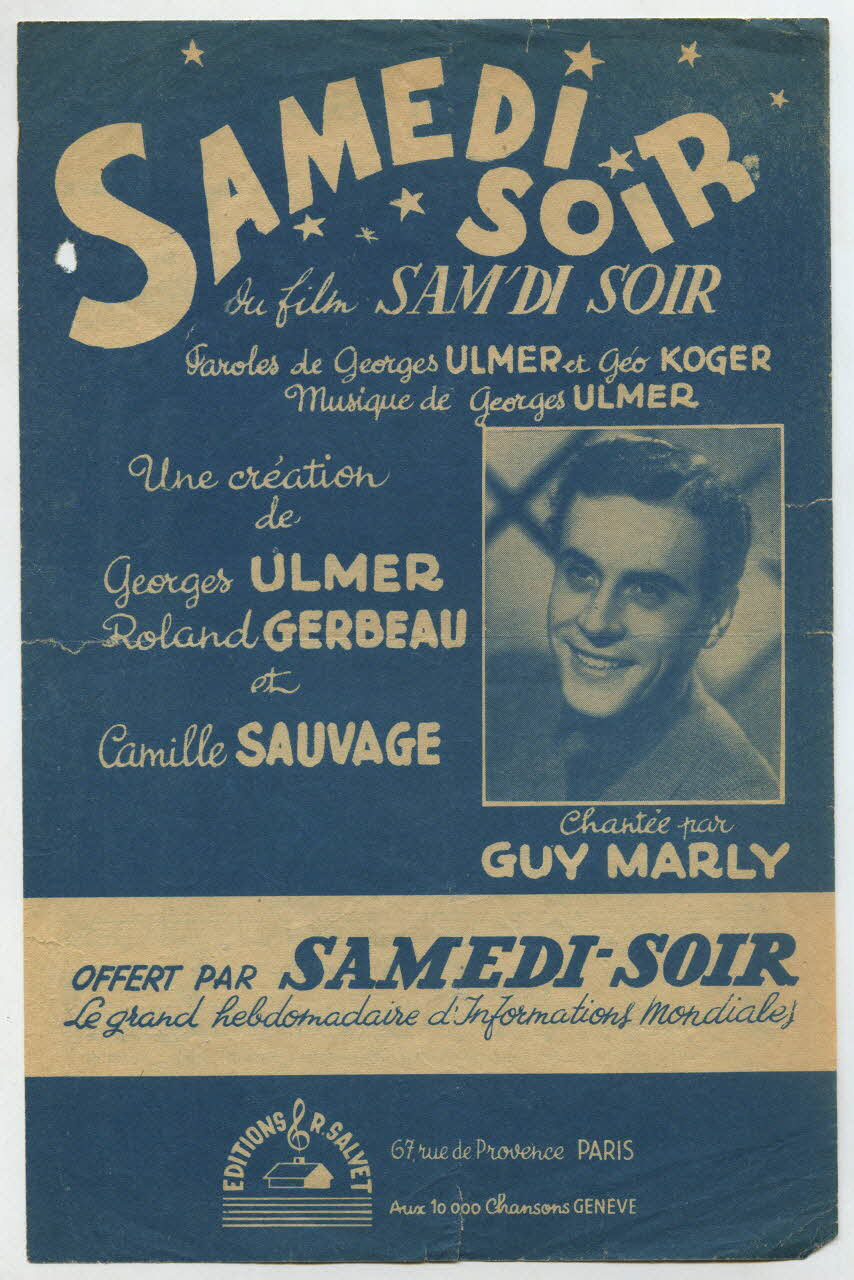 SAMEDI SOIR
du film SAM'DI SOIR
Paroles de Georges ULMER et Géo KOGER
Musique de Georges ULMER
Une création
de
Georges ULMER
Roland GERBEAU
et
Camille SAUVAGE
Chantée par
GUY MARLY
OFFERT PAR SAMEDI-SOIR
Le grand hebdomadaire d'Informations Mondiales
EDITIONS R. SALVET
67, rue de Provence PARIS
Aux 10 000 Chansons GENÈVE